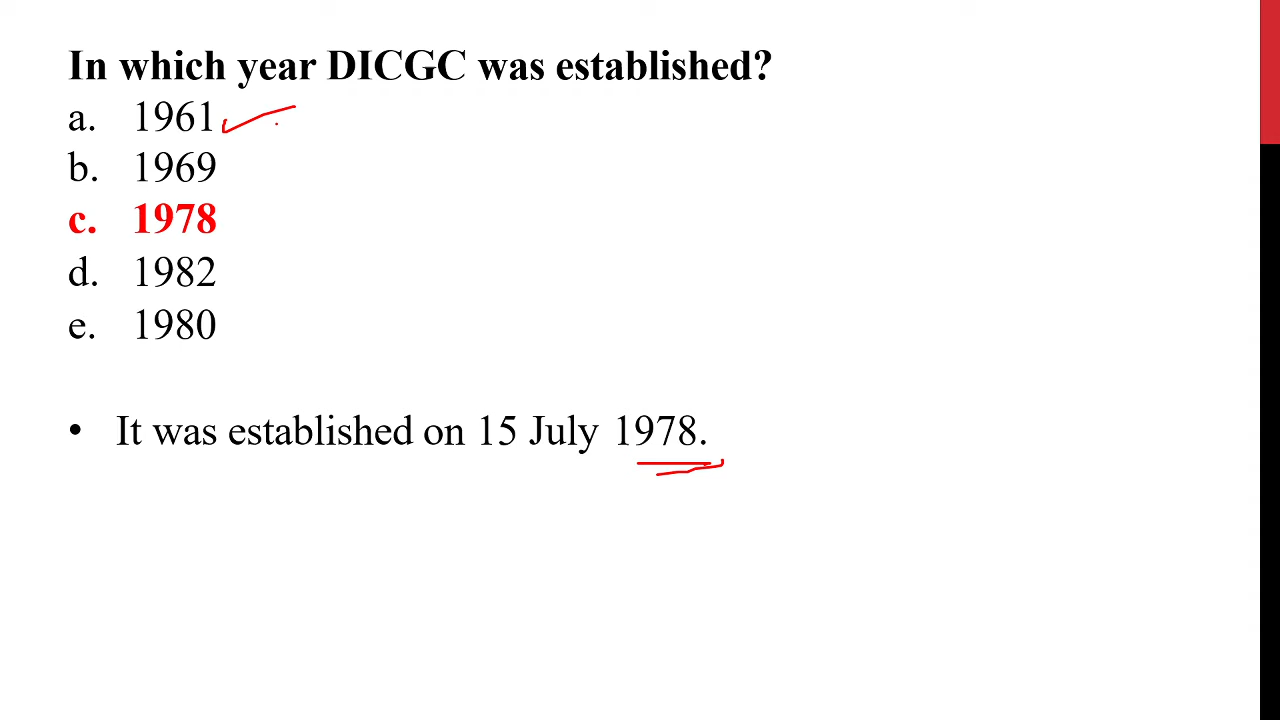 In which year DICGC was established?
a. 1961
b. 1969
c. 1978
d. 1982
e. 1980
• It was established on 15 July 1978.